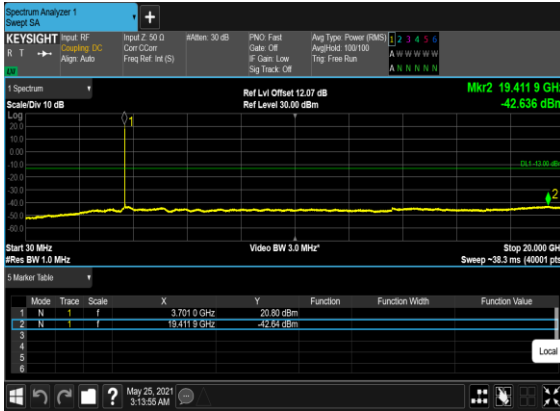 Spectrum Analyzer 1
Swept SA
+
KEYSIGHT Input: RF Input Z: 50 Ω #Atten: 30 dB PNO: Fast Avg Type: Power (RMS) 1 2 3 4 5 6
R T Coupling: DC Corr CCorr Gate: Off Avg|Hold: 100/100 A W W W W W
Align: Auto Freq Ref: Int (S) IF Gain: Low Trig: Free Run
Sig Track: Off A N N N N N
1 Spectrum
Ref Lvl Offset 12.07 dB Mkr2 19.411 9 GHz
Scale/Div 10 dB Ref Level 30.00 dBm -42.636 dBm
Log
20.0
10.0
0.00
-10.0
-20.0
-30.0
-40.0
-50.0
-60.0
1
DL1 -13.00 dBm
2
Start 30 MHz Video BW 3.0 MHz* Stop 20.000 GHz
#Res BW 1.0 MHz Sweep ~38.3 ms (40001 pts)
5 Marker Table
Mode Trace Scale X Y Function Function Width Function Value
1 N 1 f 3.701 0 GHz 20.80 dBm
2 N 1 f 19.411 9 GHz -42.64 dBm
3
4
5
6
Local
? May 25, 2021
3:13:55 AM